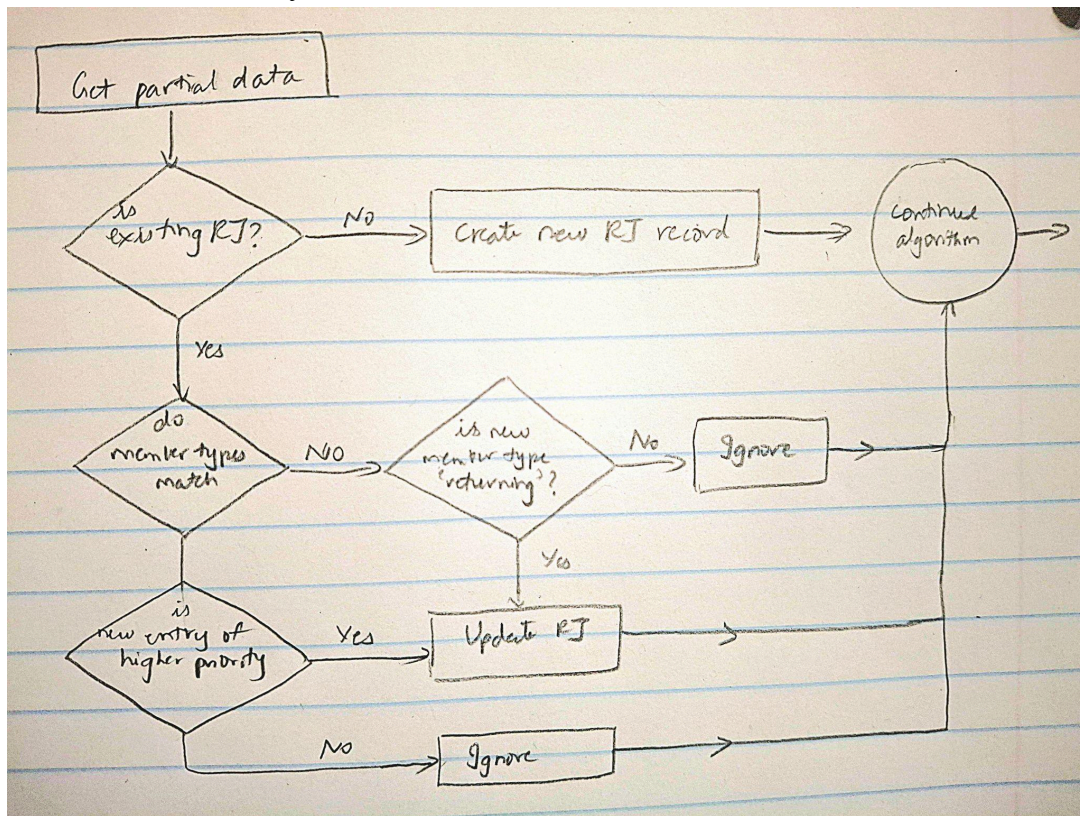 Get partial data
is
existing RJ?
No
Create new RJ record
continued
algorithm
Yes
do
member types
match
NO
is new
member type
'returning'?
No
Ignore
Yes
is
new entry of
higher priority
Yes
Update RJ
No
Ignore